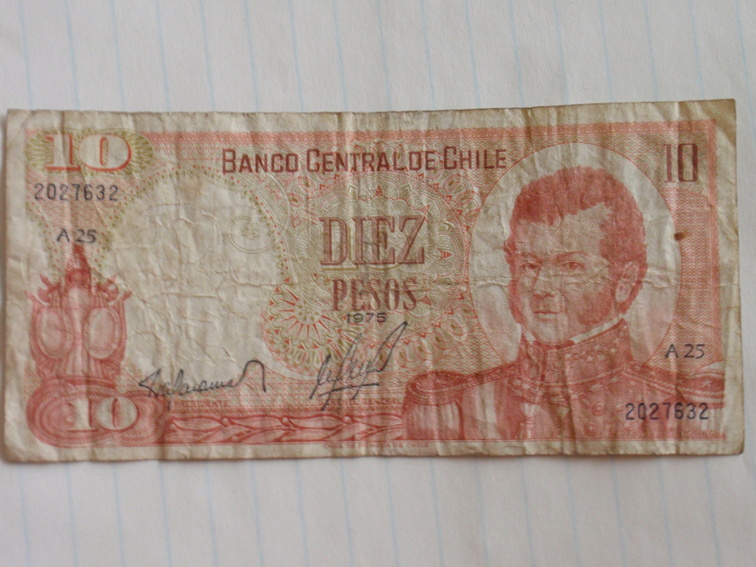 10
BANCO CENTRAL DE CHILE
10
2027632
A 25
DIEZ
PESOS
1975
A 25
10
2027632